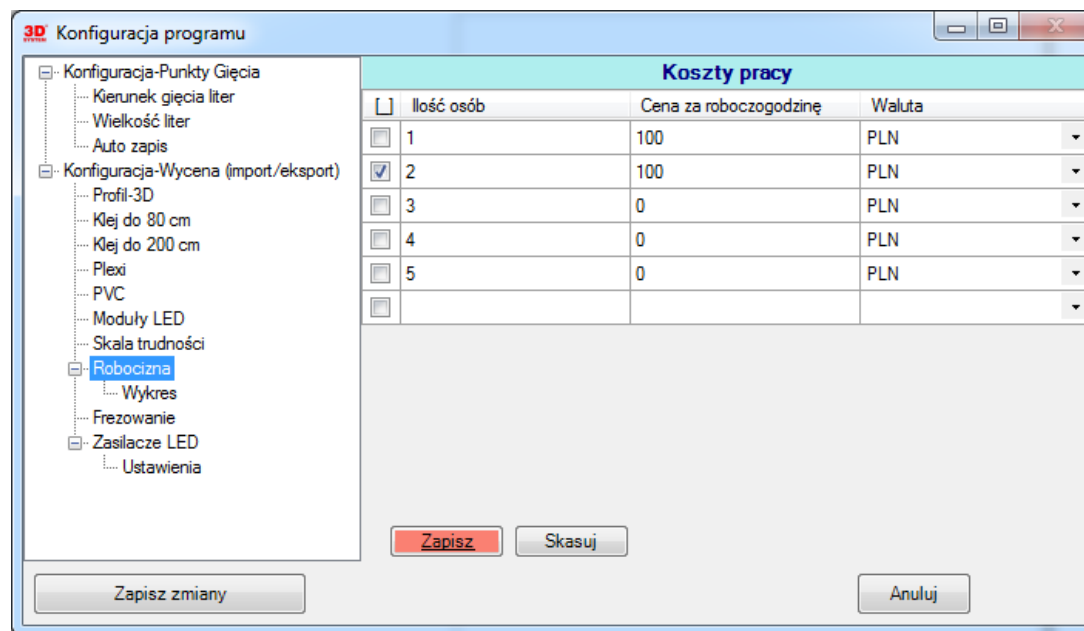 3D SYSTEM Konfiguracja programu
Konfiguracja-Punkty Gięcia
Kierunek gięcia liter
Wielkość liter
Auto zapis
Konfiguracja-Wycena (import/eksport)
Profil-3D
Klej do 80 cm
Klej do 200 cm
Plexi
PVC
Moduły LED
Skala trudności
Robocizna
Wykres
Frezowanie
Zasilacze LED
Ustawienia
Koszty pracy
[_] Ilość osób Cena za roboczogodzinę Waluta
1 100 PLN
2 100 PLN
3 0 PLN
4 0 PLN
5 0 PLN
Zapisz Skasuj
Zapisz zmiany Anuluj